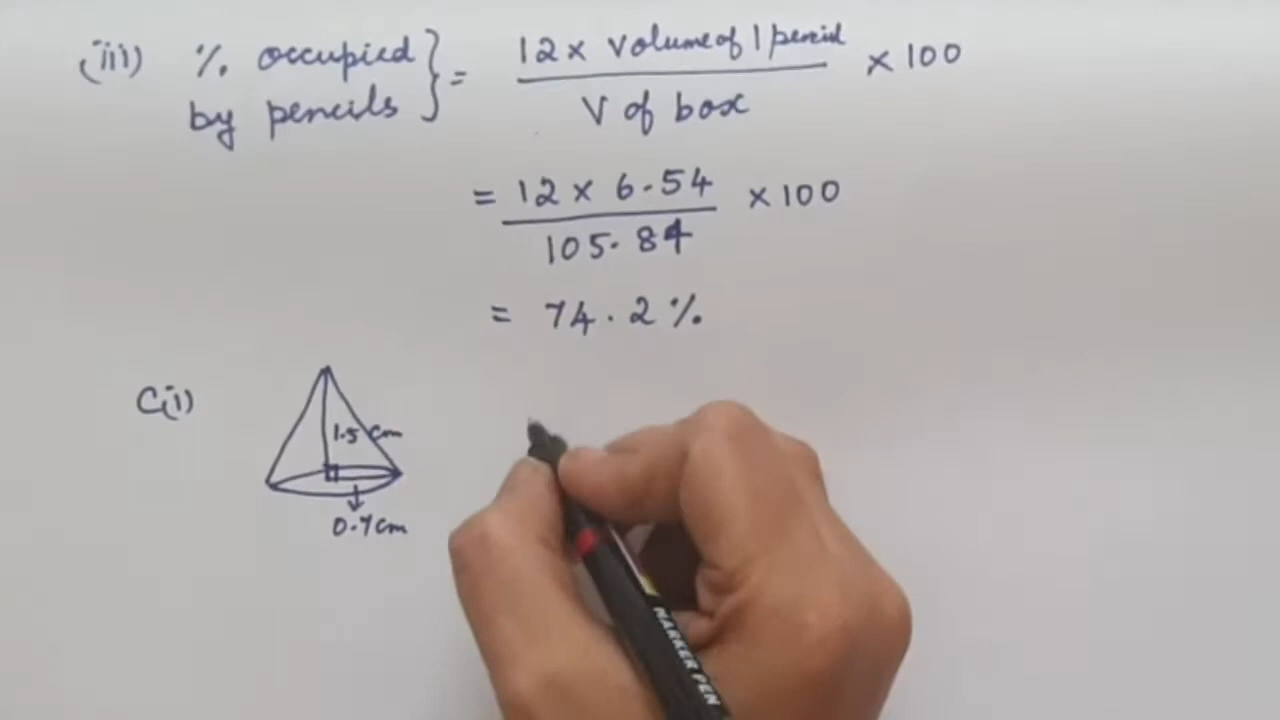 (iii) % occupied by pencils } = 12 x Volume of 1 pencil / V of box x 100
= 12 x 6.54 / 105.84 x 100
= 74.2 %
C(i)
1.5 cm
0.7cm
MARKER PEN